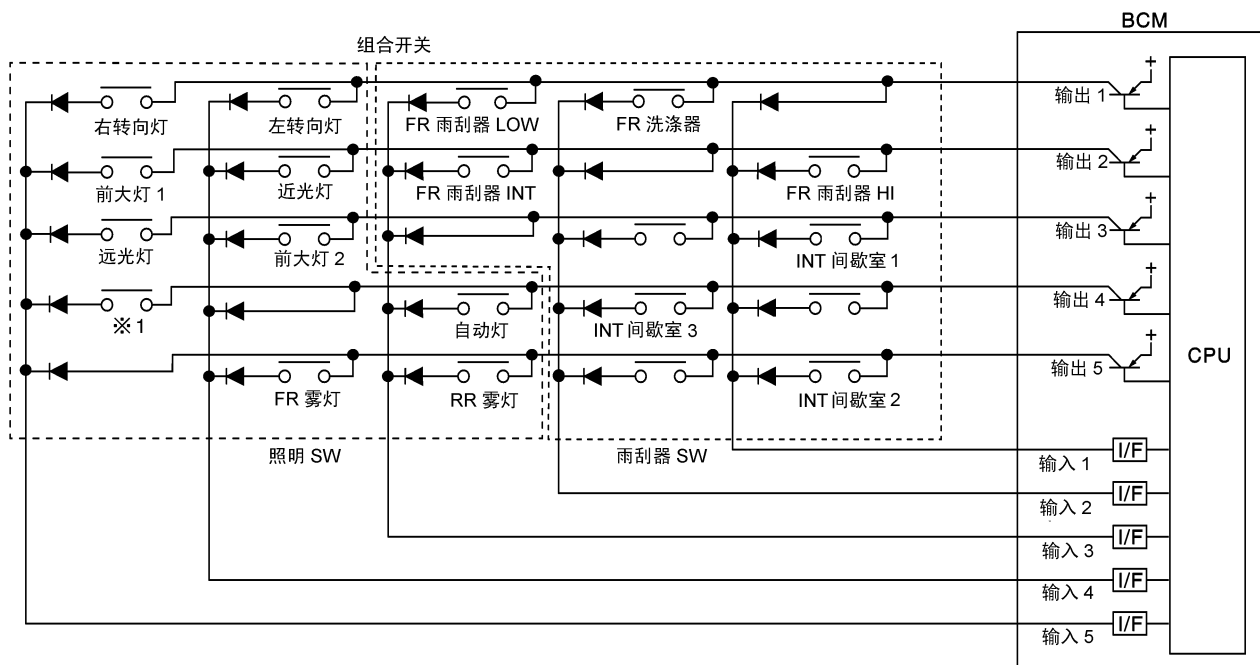 BCM
组合开关
右转向灯
左转向灯
FR 雨刮器 LOW
FR 洗涤器
输出 1
+
前大灯 1
近光灯
FR 雨刮器 INT
FR 雨刮器 HI
输出 2
+
远光灯
前大灯 2
INT 间歇室 1
输出 3
+
※1
自动灯
INT 间歇室 3
输出 4
+
FR 雾灯
RR 雾灯
INT 间歇室 2
输出 5
+
CPU
照明 SW
雨刮器 SW
输入 1
I/F
输入 2
I/F
输入 3
I/F
输入 4
I/F
输入 5
I/F